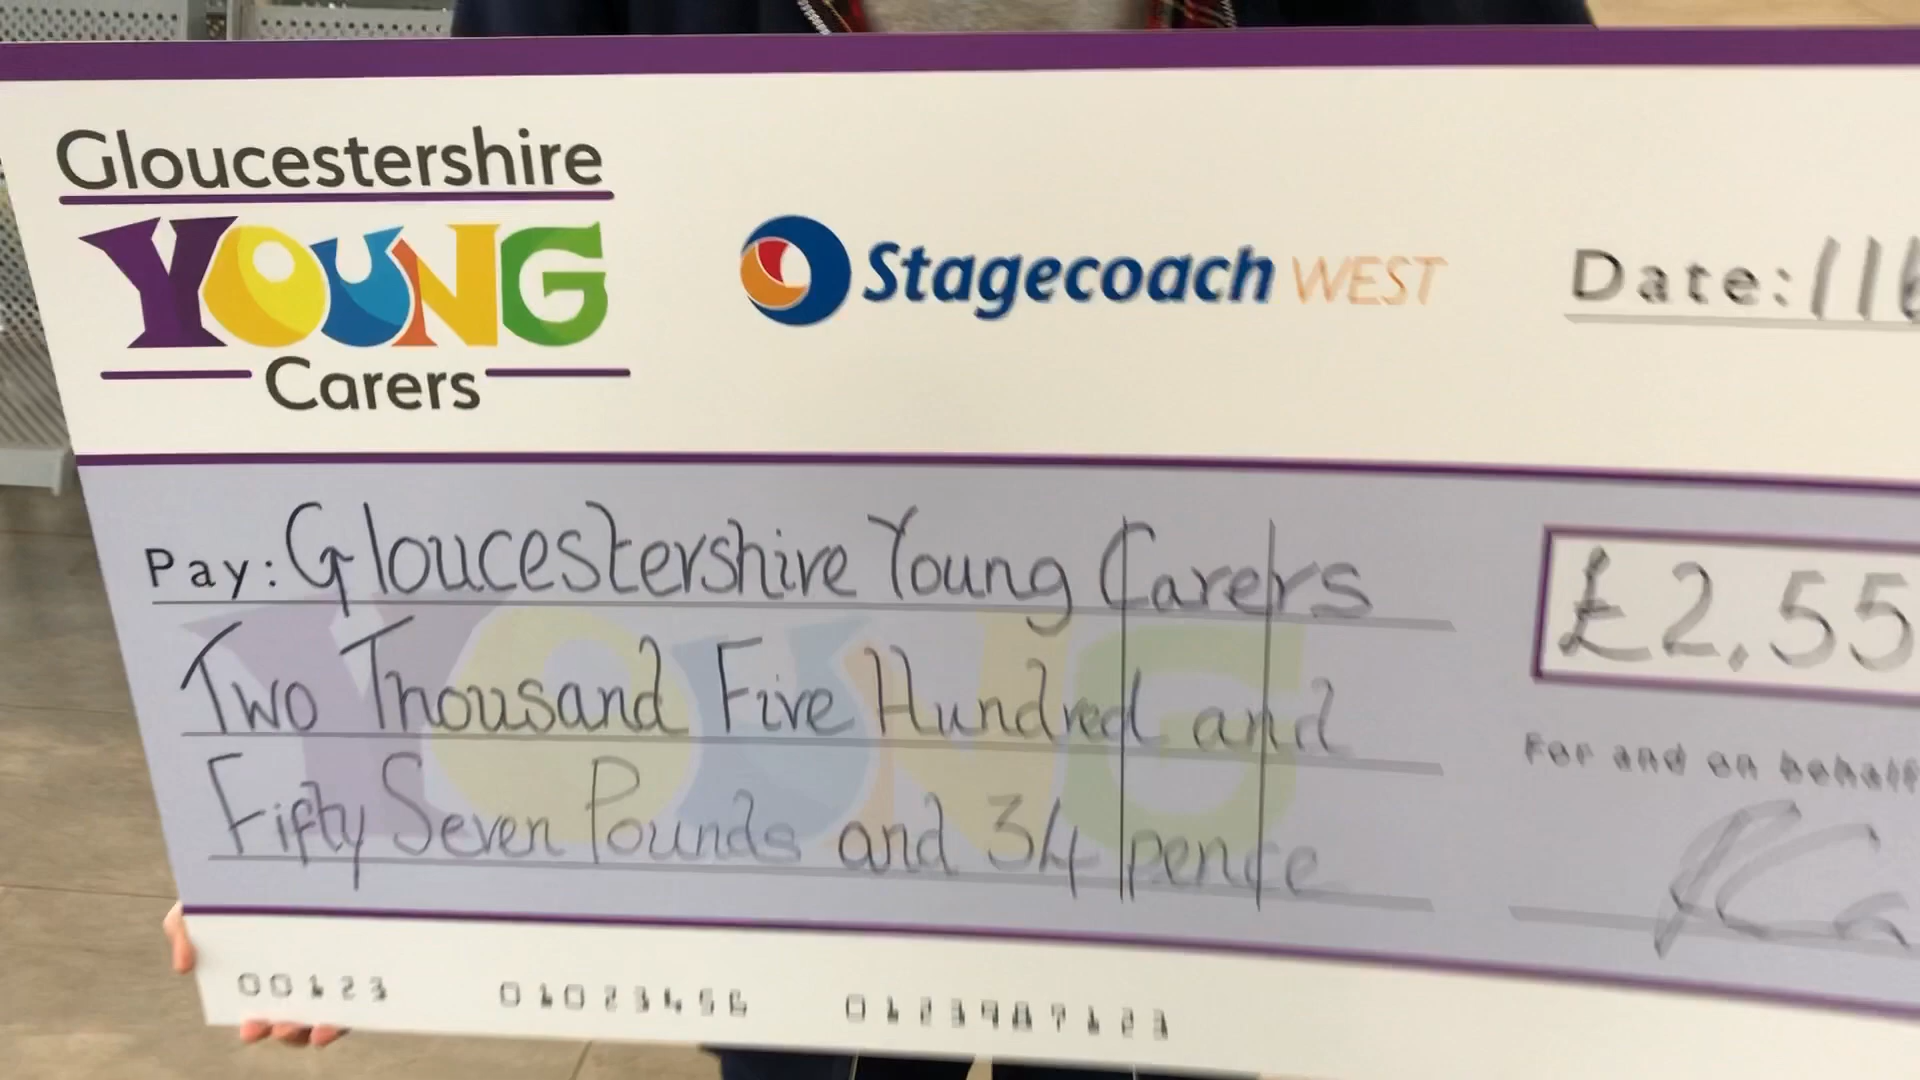 Gloucestershire
YOUNG
Carers
Stagecoach WEST
Date: 11
Pay: Gloucestershire Young Carers
Two Thousand Five Hundred and
Fifty Seven Pounds and 34 pence
£2,55
For and on behalf
00123 01023456 0123987123